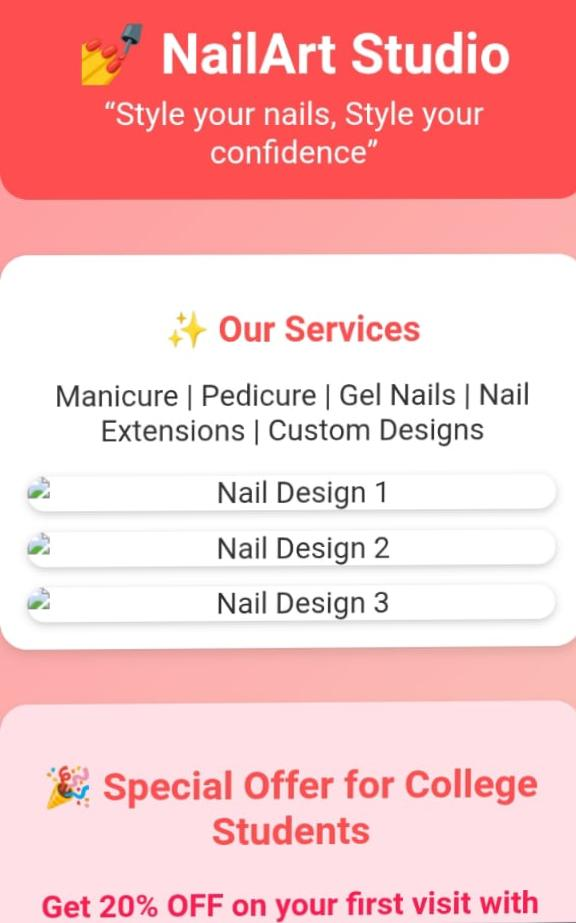 NailArt Studio
“Style your nails, Style your
confidence”
Our Services
Manicure | Pedicure | Gel Nails | Nail
Extensions | Custom Designs
Nail Design 1
Nail Design 2
Nail Design 3
Special Offer for College
Students
Get 20% OFF on your first visit with